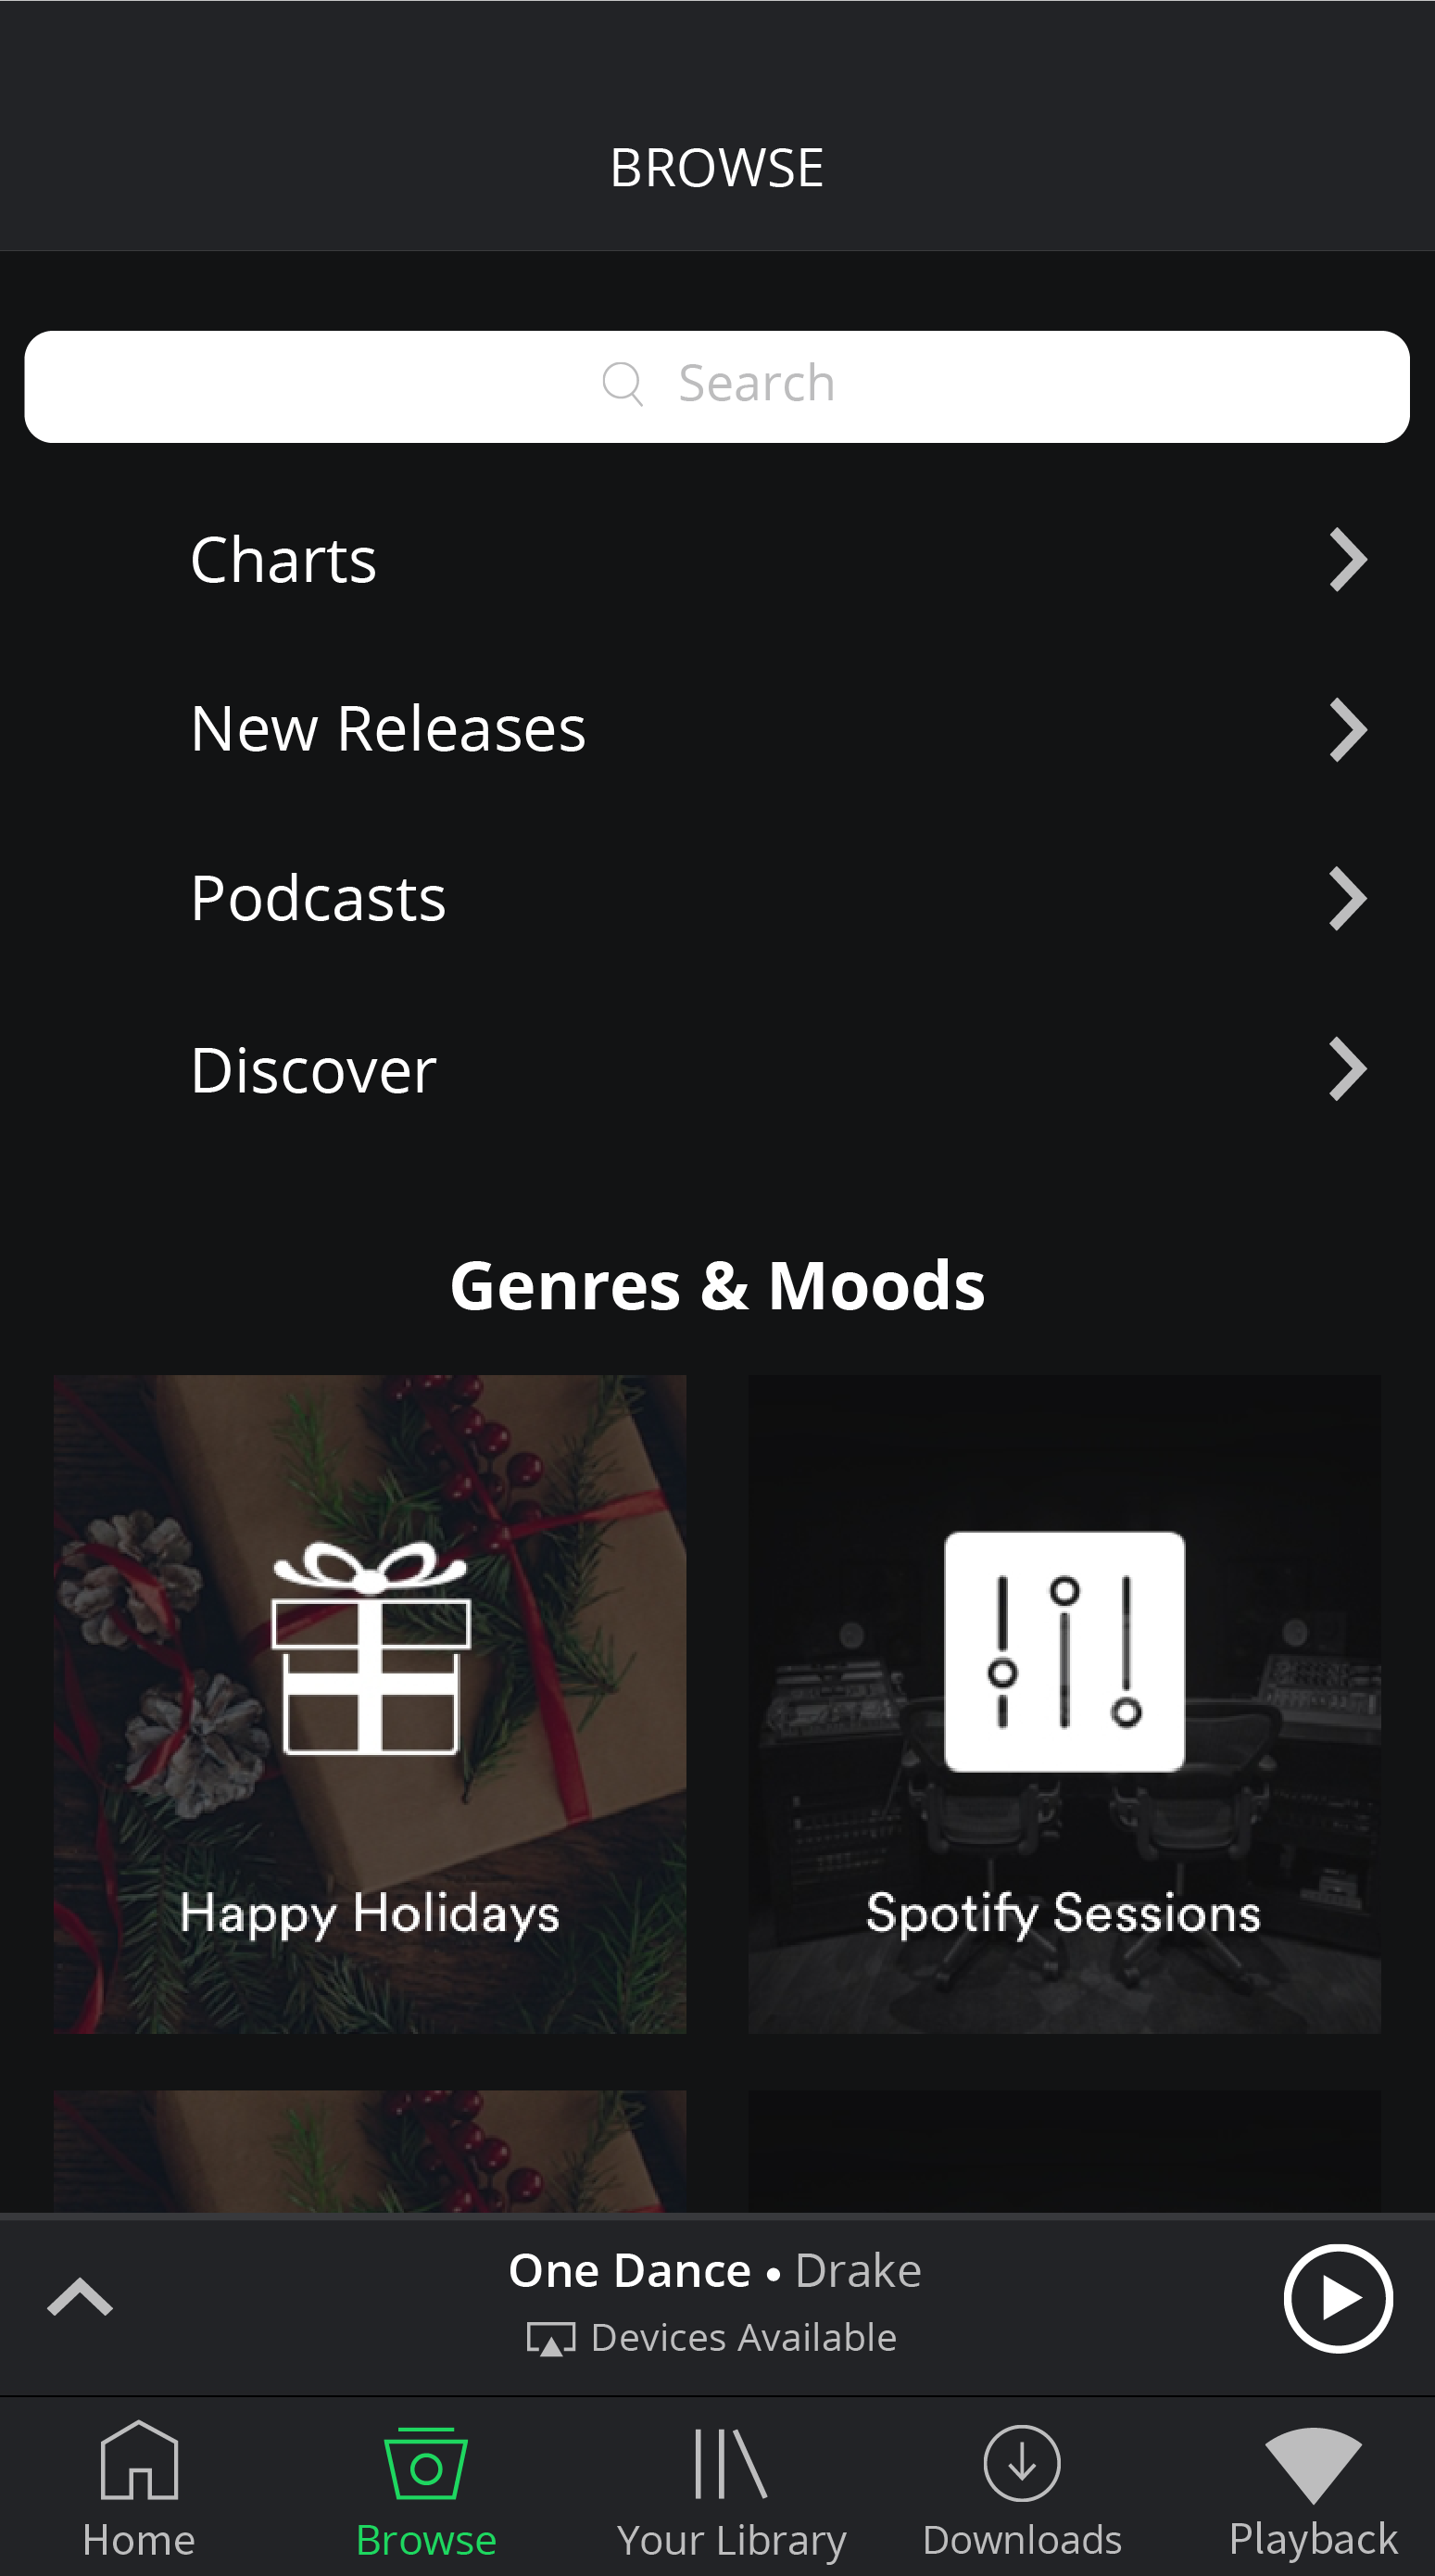 BROWSE
Search
Charts
New Releases
Podcasts
Discover
Genres & Moods
Happy Holidays
Spotify Sessions
One Dance • Drake
Devices Available
Home
Browse
Your Library
Downloads
Playback